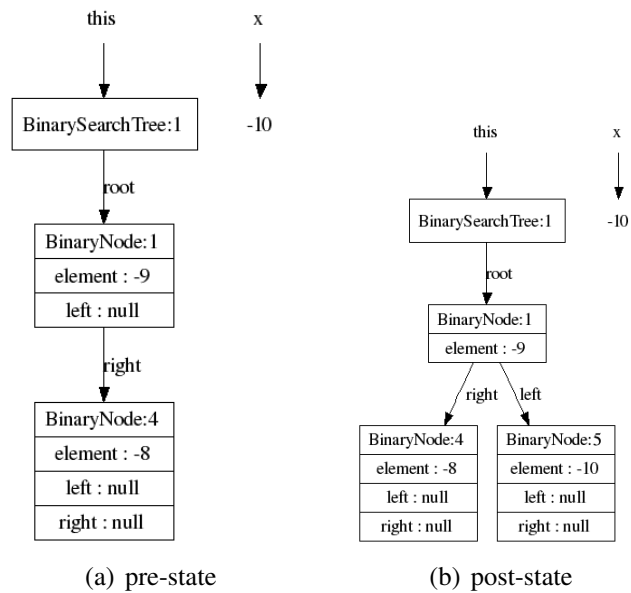 this
x
BinarySearchTree:1
-10
root
BinaryNode:1
element : -9
left : null
right
BinaryNode:4
element : -8
left : null
right : null
(a) pre-state
this
x
BinarySearchTree:1
-10
root
BinaryNode:1
element : -9
right
left
BinaryNode:4
element : -8
left : null
right : null
BinaryNode:5
element : -10
left : null
right : null
(b) post-state